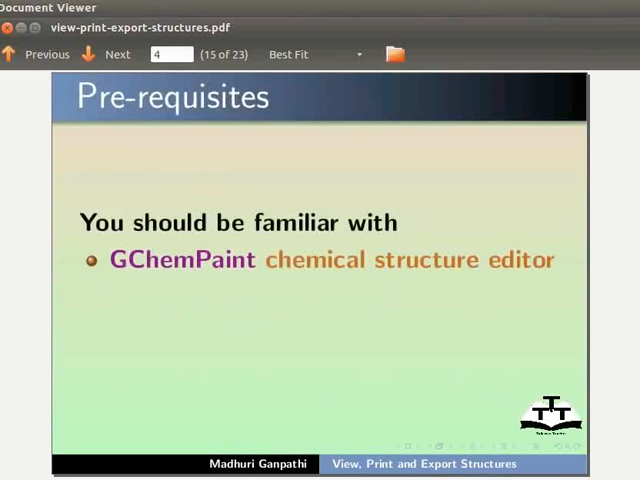 Document Viewer
view-print-export-structures.pdf
Previous Next 4 (15 of 23) Best Fit
Pre-requisites
You should be familiar with
GChemPaint chemical structure editor
Madhuri Ganpathi View, Print and Export Structures